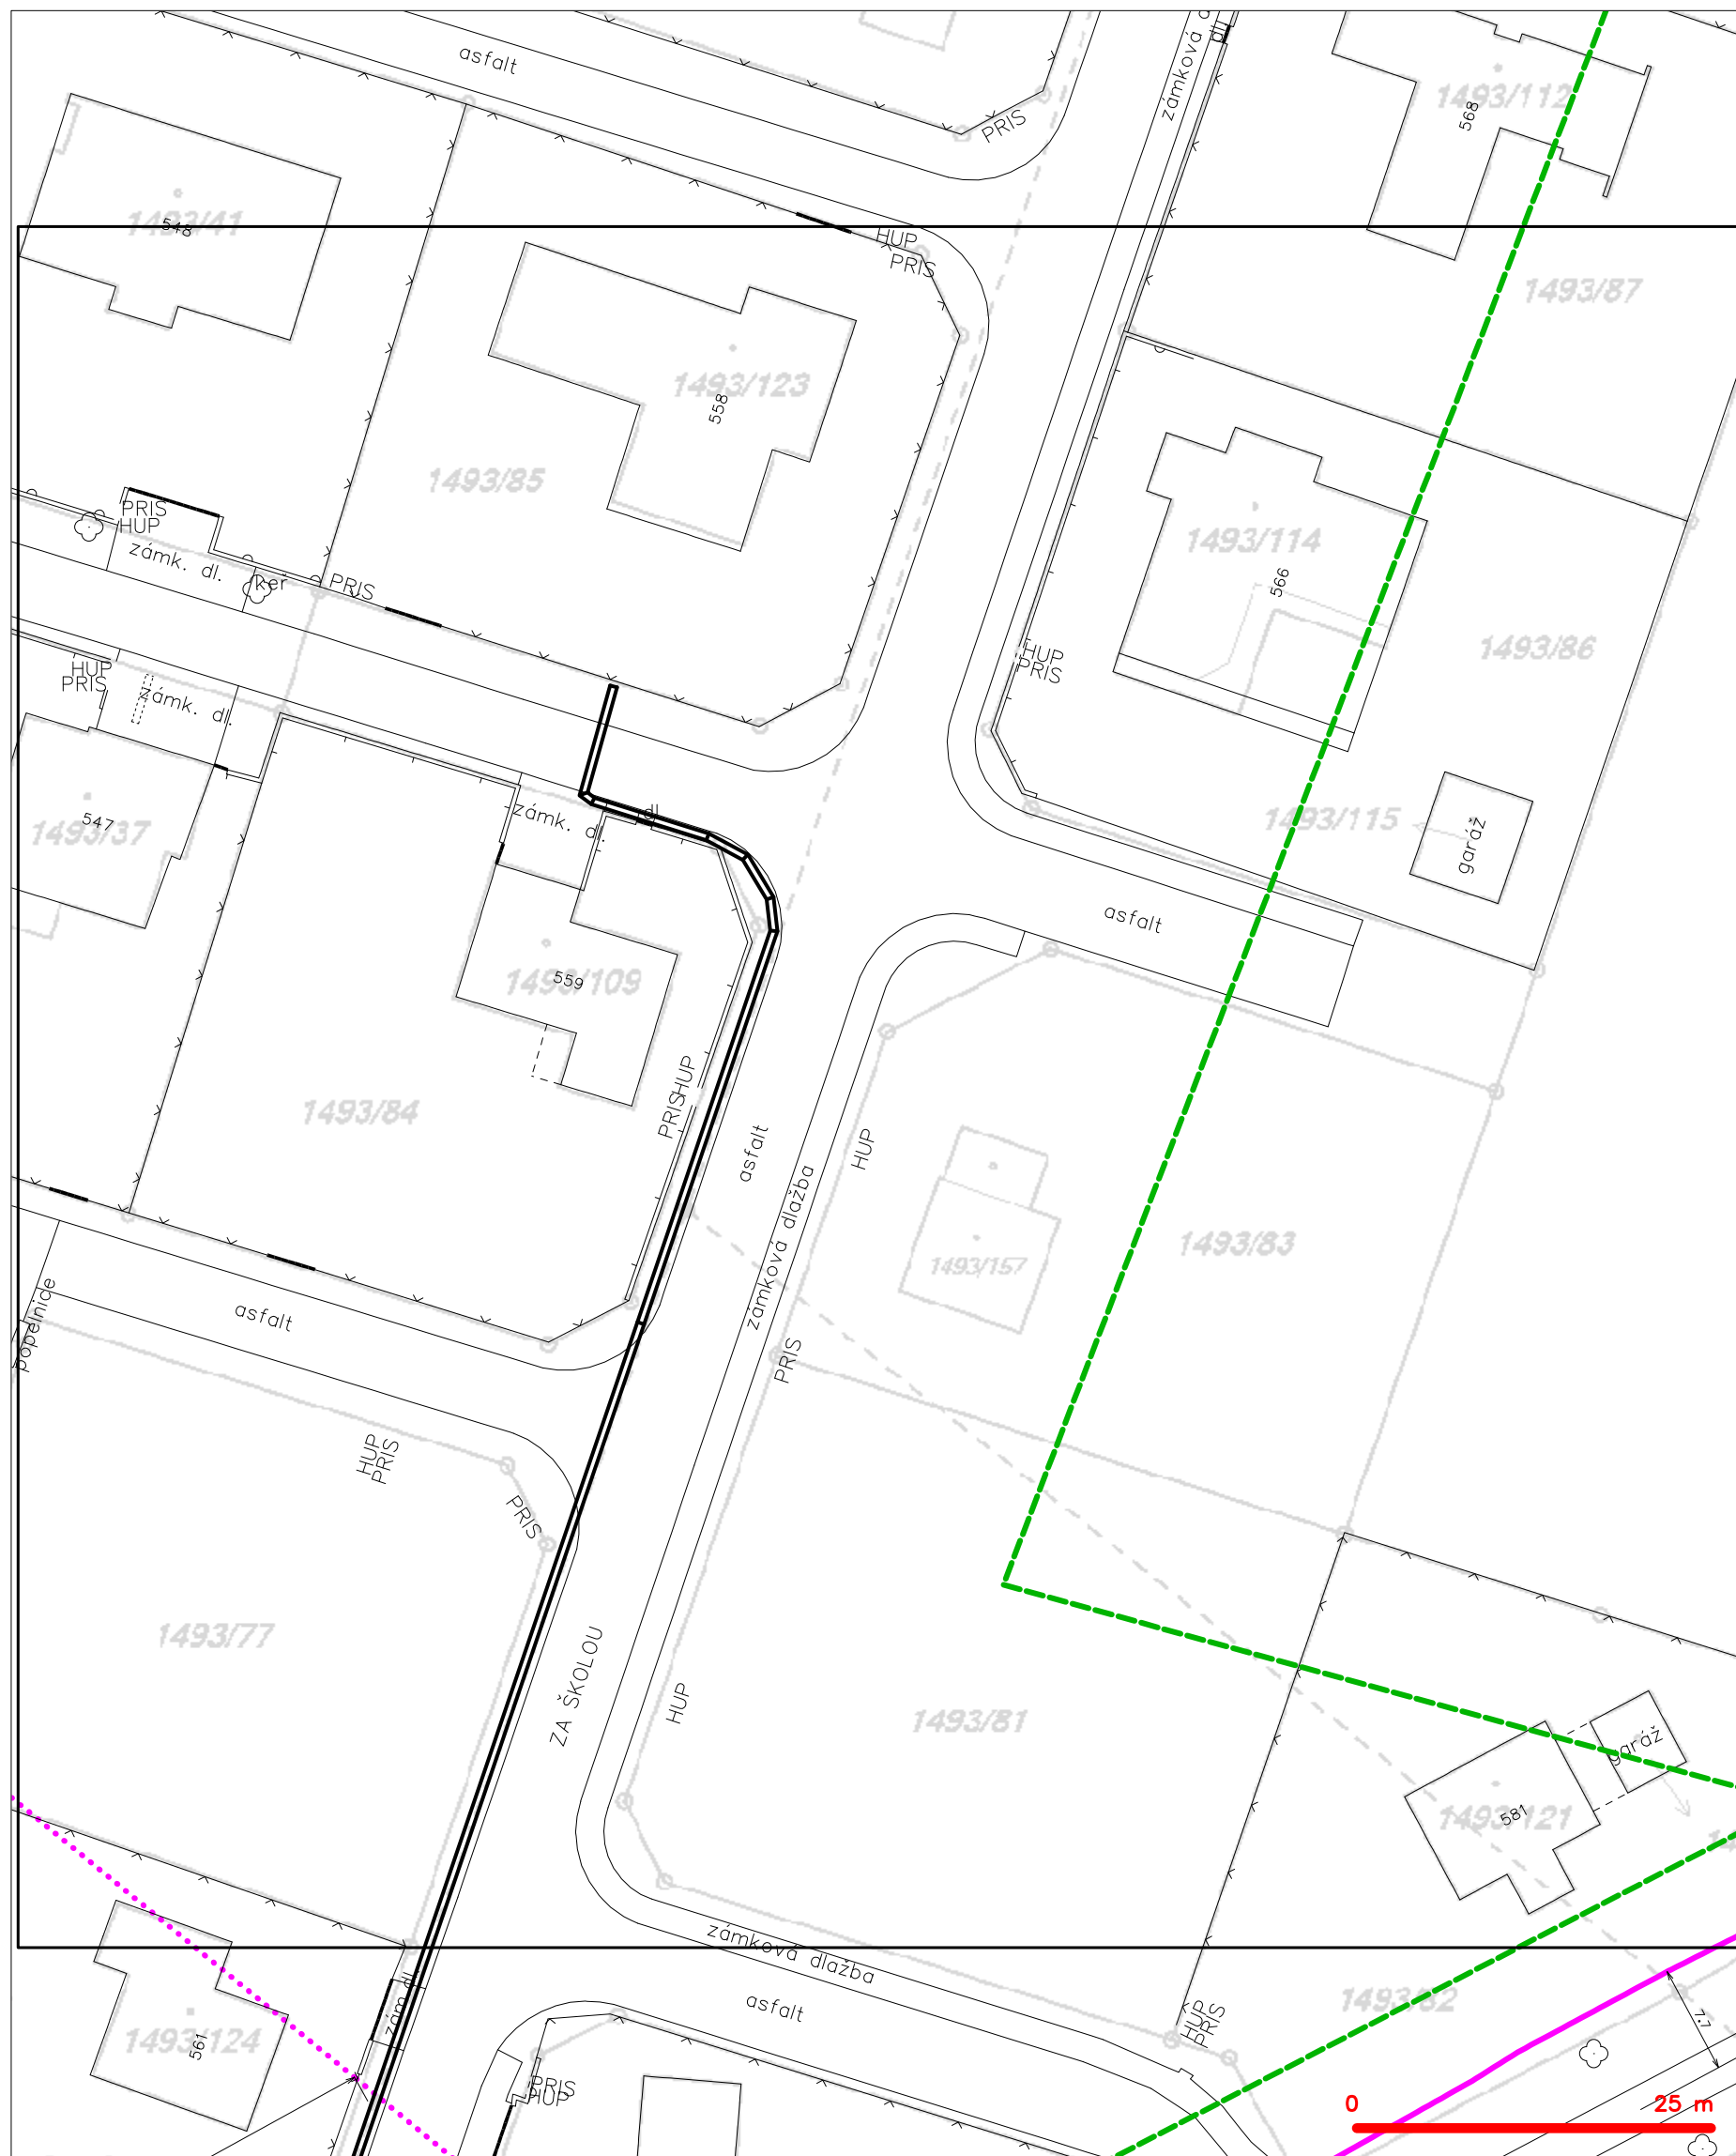 asfalt
PRIS
zámková d
dl
1493/112
568
1493/41
548
HUP
PRIS
1493/87
1493/123
558
1493/85
PRIS
HUP
zámk. dl.
ker
PRIS
1493/114
566
HUP
PRIS
1493/86
HUP
PRIS
zámk. dl.
1493/37
547
zámk. dl.
dl
1493/115
garáž
asfalt
1493/109
559
HUP
PRIS
1493/84
asfalt
HUP
zámková dlažba
1493/83
1493/157
popelnice
asfalt
PRIS
HUP
PRIS
PRIS
1493/77
ZA ŠKOLOU
HUP
1493/81
garáž
1493/121
581
14
zámková dlažba
zám dl
asfalt
1493/82
HUP
PRIS
7.7
1493/124
561
PRIS
HUP
0 25 m